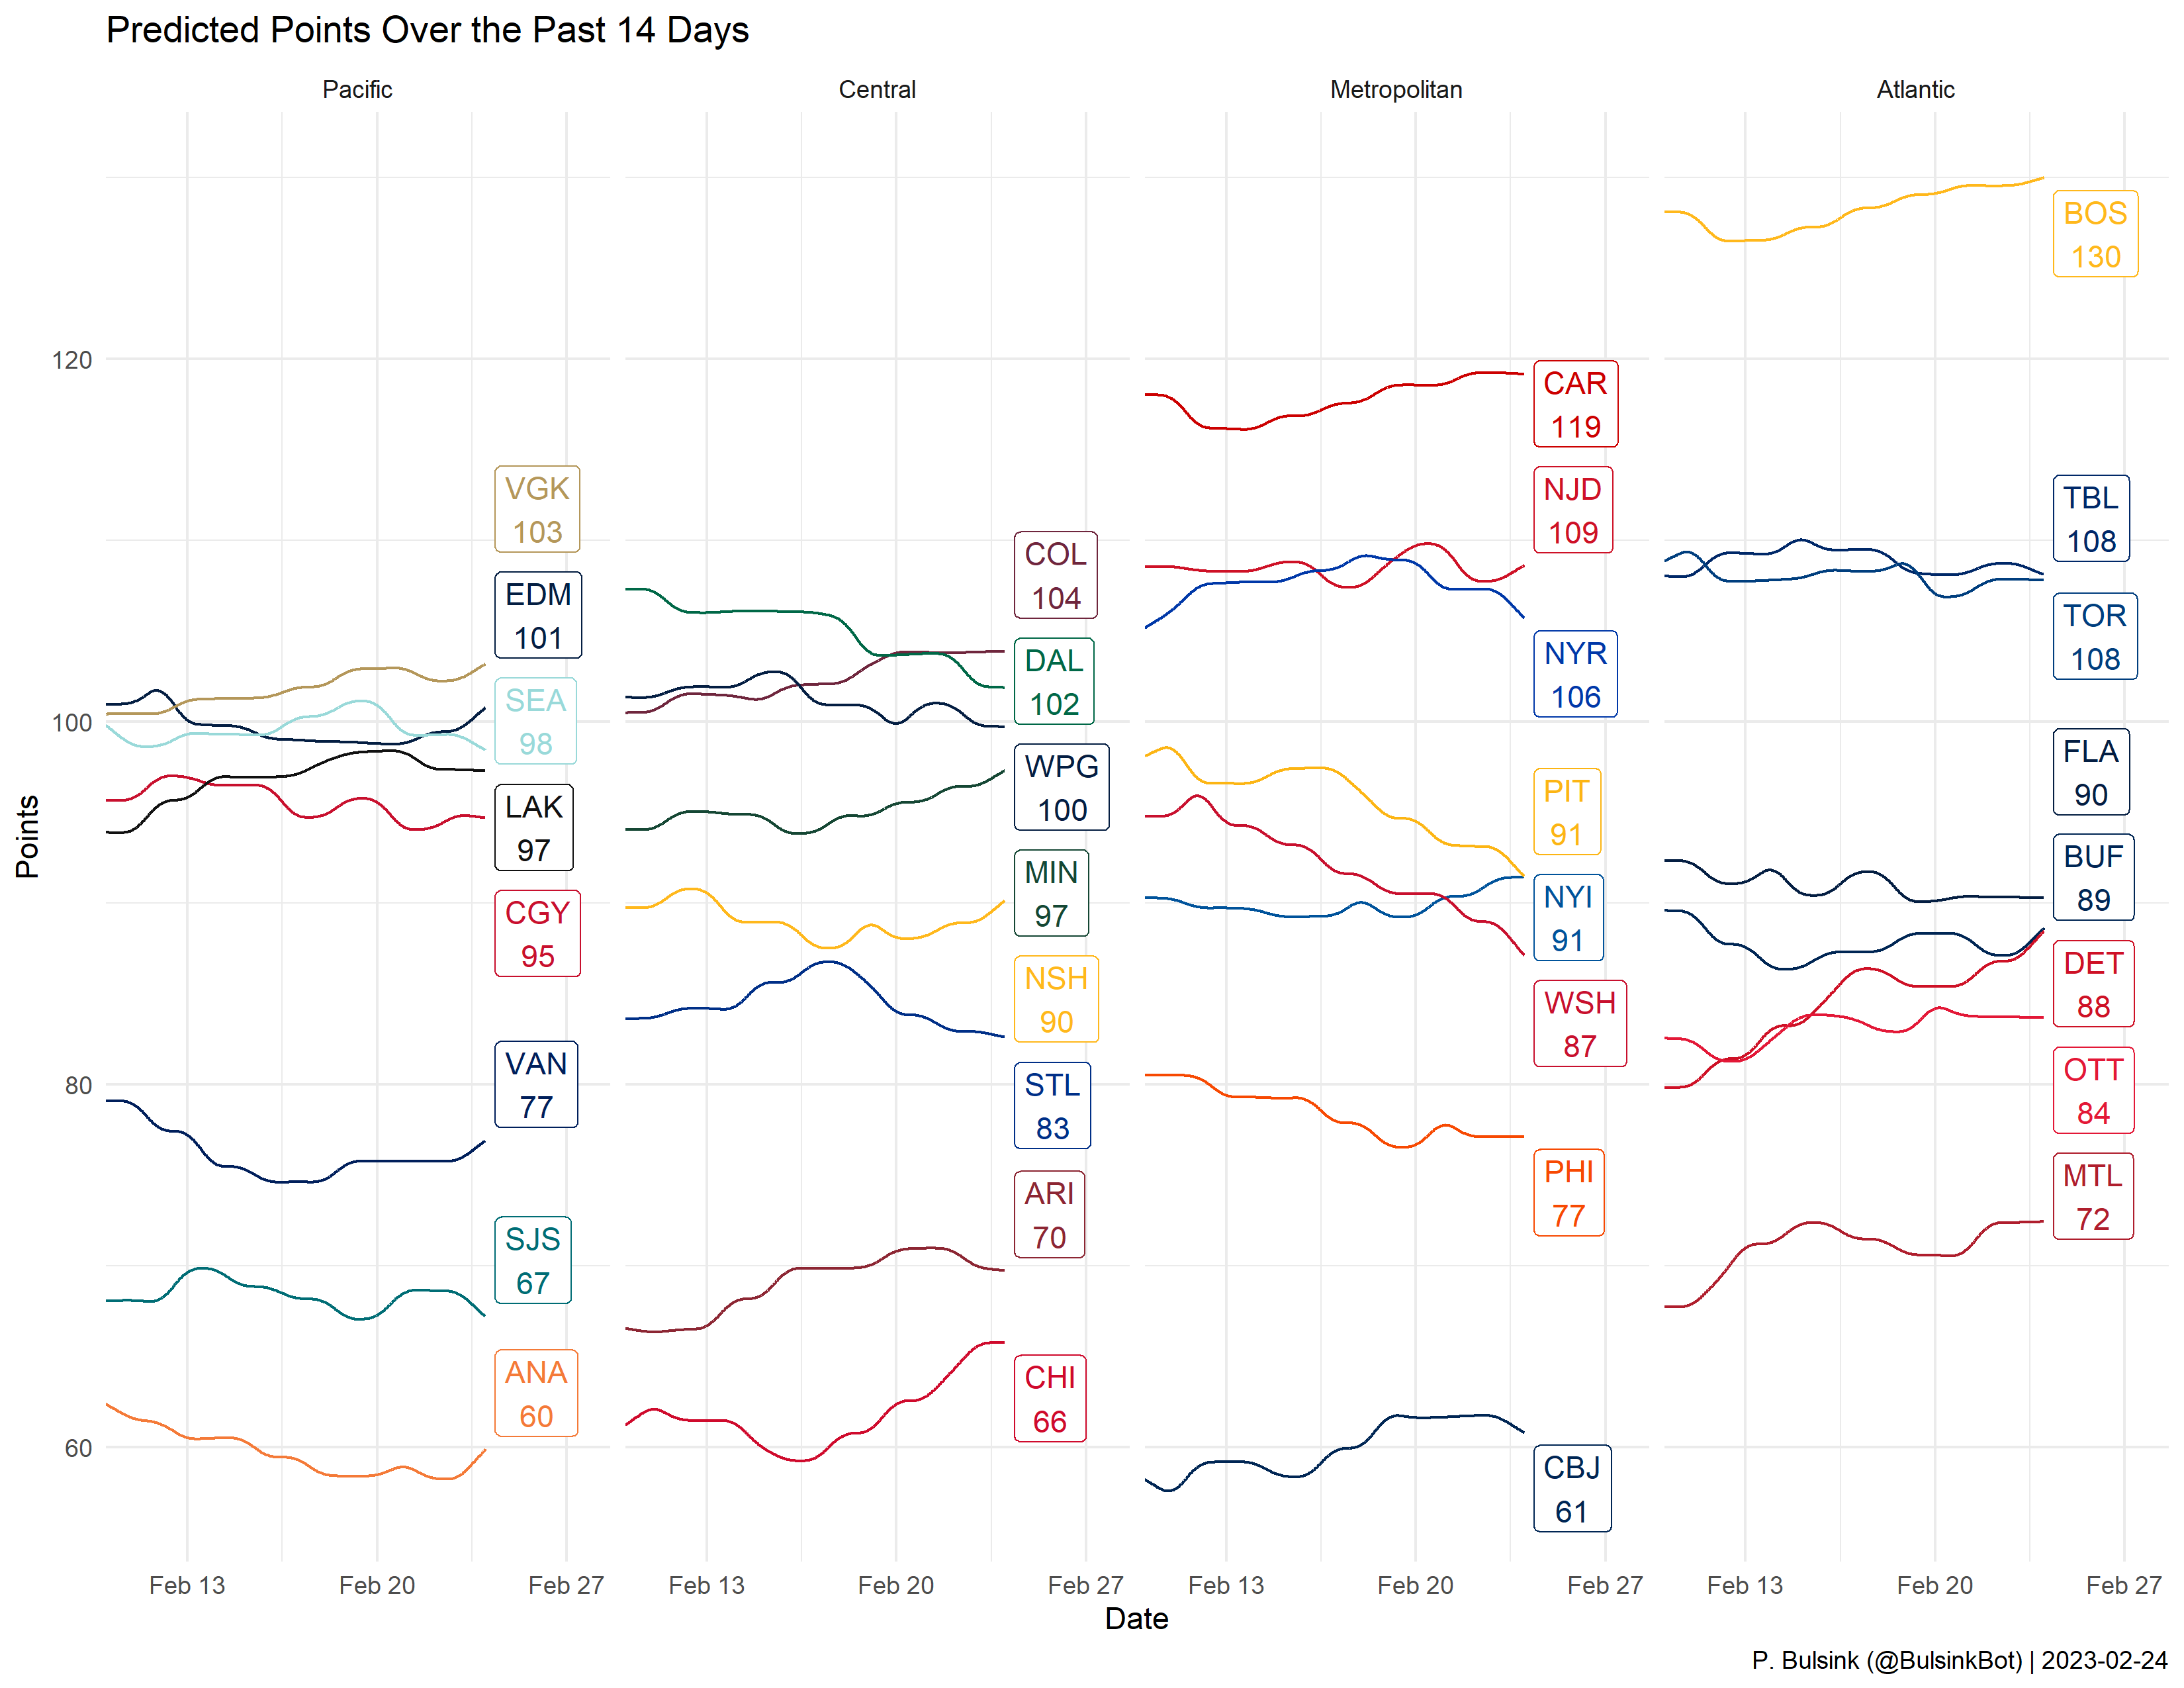 Predicted Points Over the Past 14 Days
Pacific
Central
Metropolitan
Atlantic
Points
120
100
80
60
VGK
103
EDM
101
SEA
98
LAK
97
CGY
95
VAN
77
SJS
67
ANA
60
COL
104
DAL
102
WPG
100
MIN
97
NSH
90
STL
83
ARI
70
CHI
66
CAR
119
NJD
109
NYR
106
PIT
91
NYI
91
WSH
87
PHI
77
CBJ
61
BOS
130
TBL
108
TOR
108
FLA
90
BUF
89
DET
88
OTT
84
MTL
72
Feb 13 Feb 20 Feb 27
Feb 13 Feb 20 Feb 27
Feb 13 Feb 20 Feb 27
Feb 13 Feb 20 Feb 27
Date
P. Bulsink (@BulsinkBot) | 2023-02-24